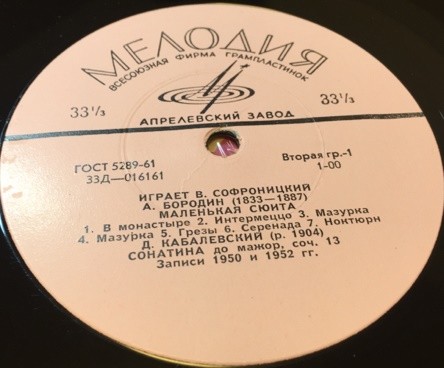 МЕЛОДИЯ
ВСЕСОЮЗНАЯ ФИРМА ГРАМПЛАСТИНОК
33⅓ 33⅓
АПРЕЛЕВСКИЙ ЗАВОД
ГОСТ 5289-61 Вторая гр.-1
33Д—016161 1-00
ИГРАЕТ В. СОФРОНИЦКИЙ
А. БОРОДИН (1833—1887)
МАЛЕНЬКАЯ СЮИТА
1. В монастыре 2. Интермеццо 3. Мазурка
4. Мазурка 5. Грезы 6. Серенада 7. Ноктюрн
Д. КАБАЛЕВСКИЙ (р. 1904)
СОНАТИНА до мажор, соч. 13
Записи 1950 и 1952 гг.